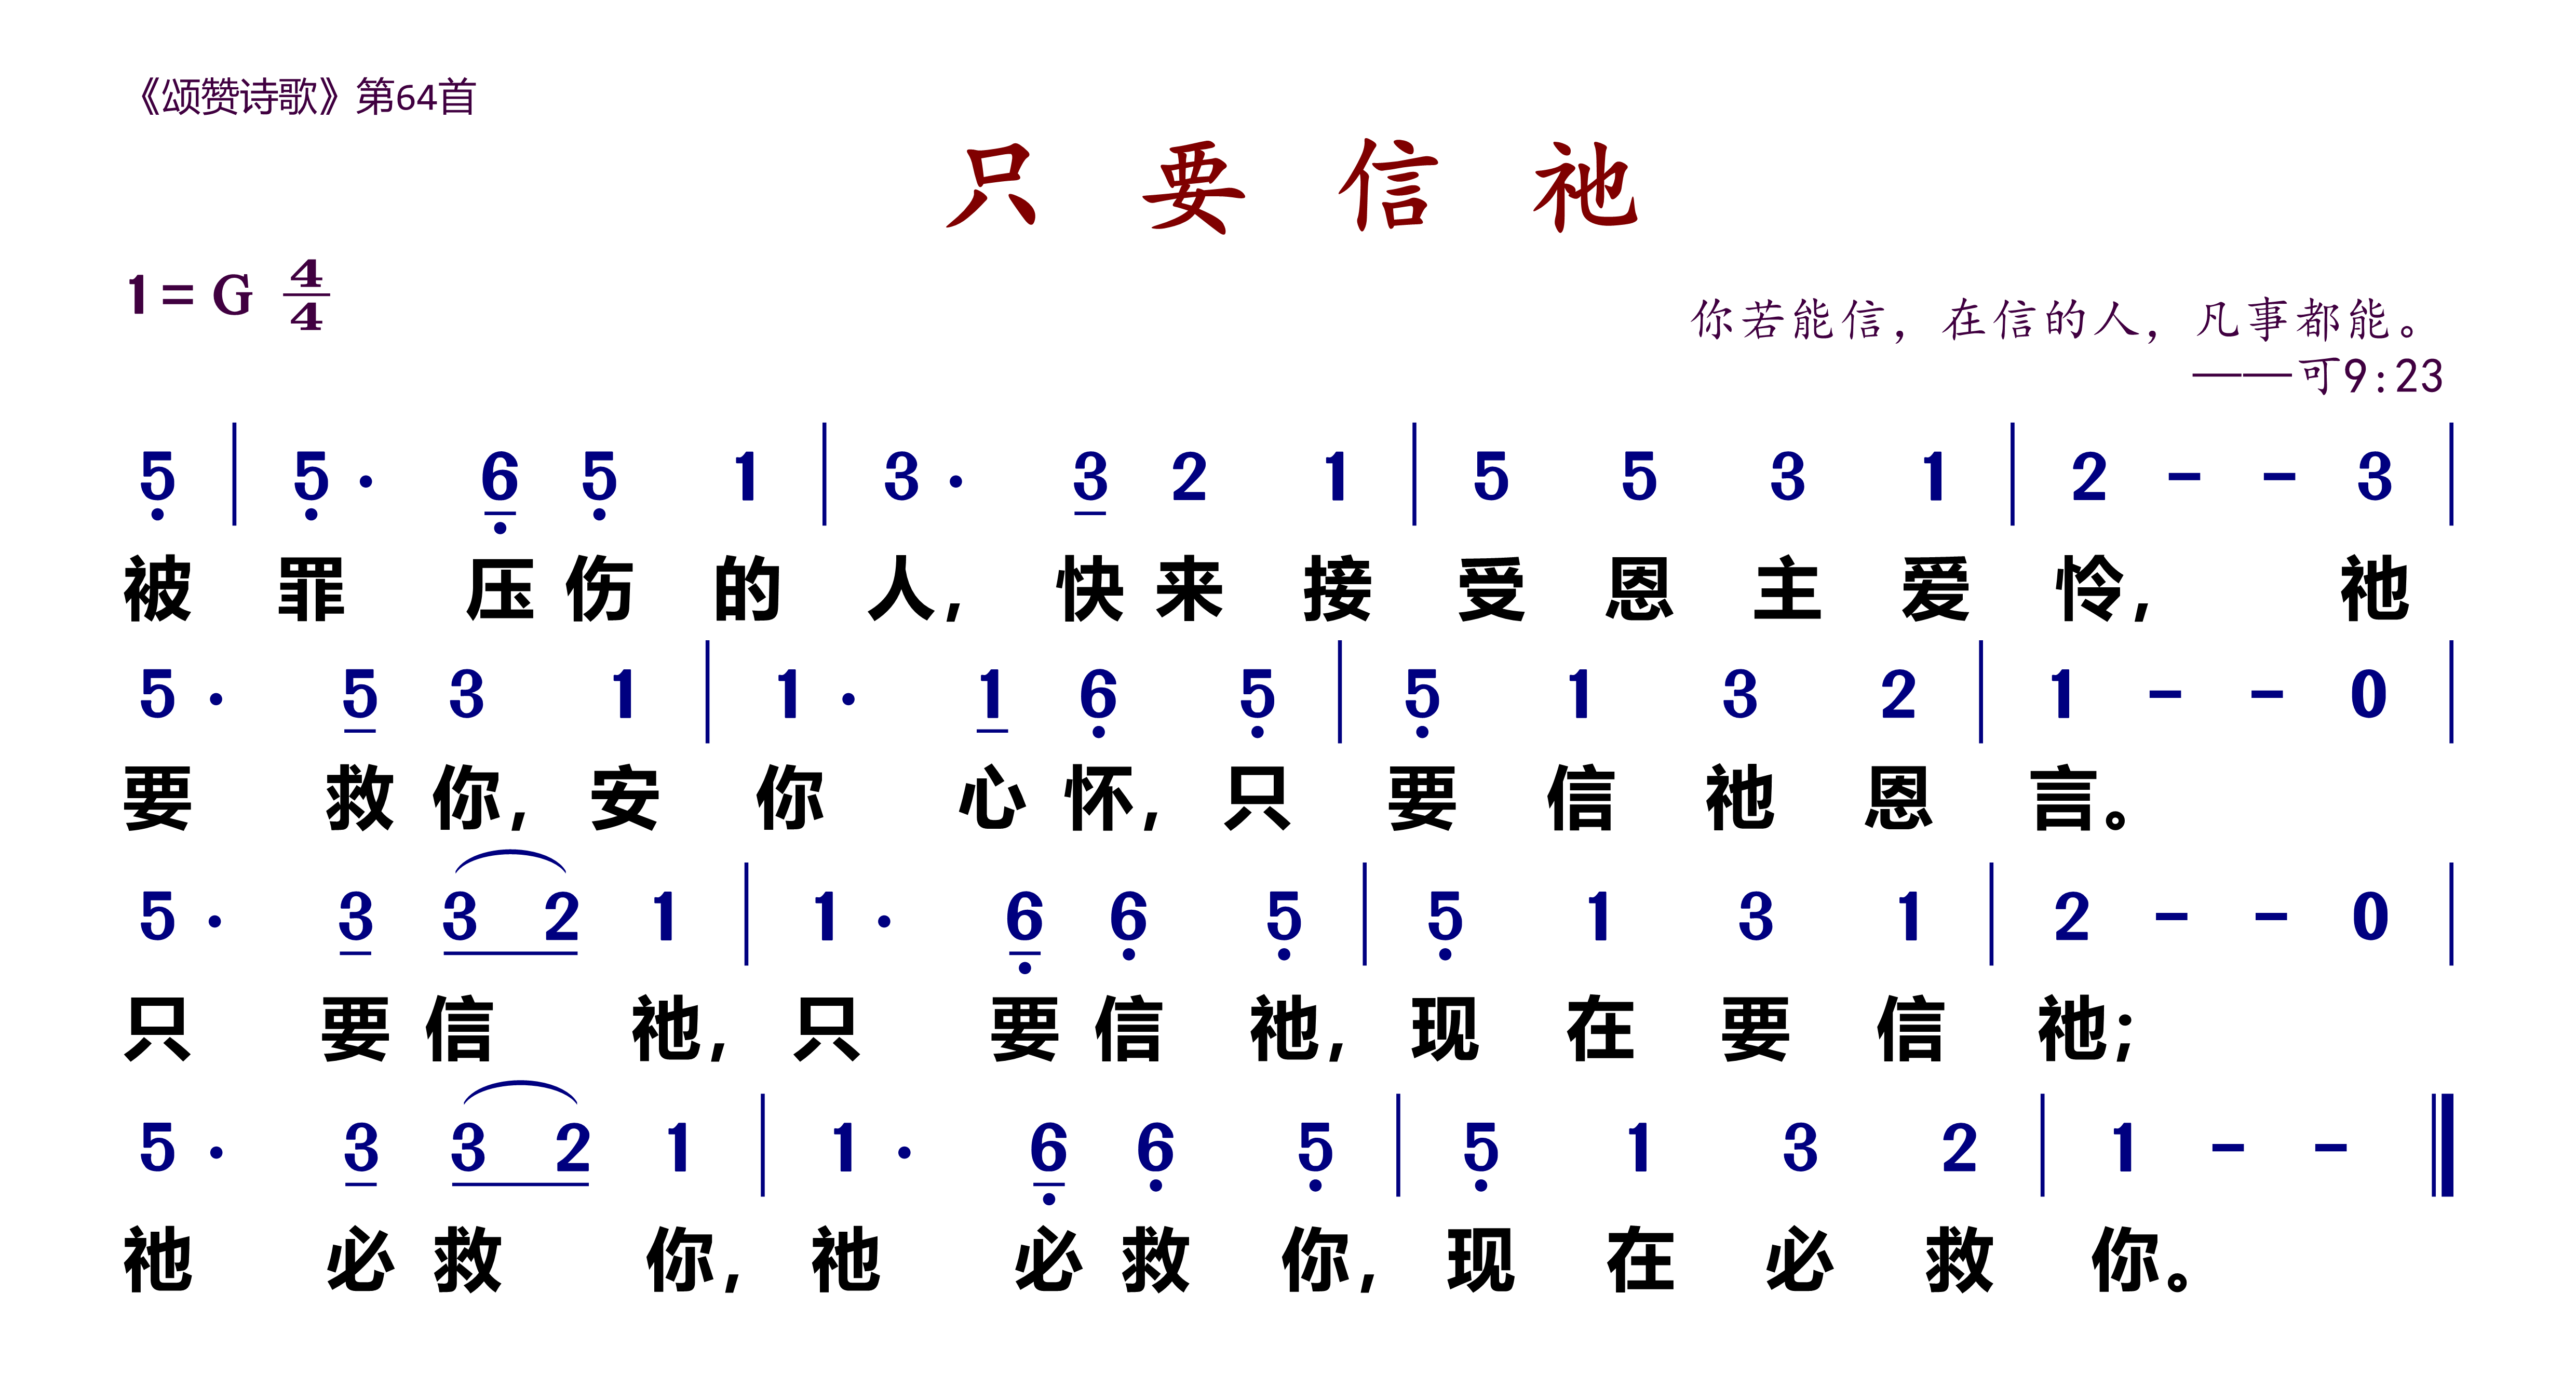 《颂赞诗歌》第64首
只 要 信 祂
1= G 4/4
你若能信，在信的人，凡事都能。
——可9:23
5 | 5 · 6 5 1 | 3 · 3 2 1 | 5 5 3 1 | 2 - - 3 |
被 罪 压 伤 的 人， 快 来 接 受 恩 主 爱 怜， 祂
5 · 5 3 1 | 1 · 1 6 5 | 5 1 3 2 | 1 - - 0 |
要 救 你， 安 你 心 怀， 只 要 信 祂 恩 言。
5 · 3 3 2 1 | 1 · 6 6 5 | 5 1 3 1 | 2 - - 0 |
只 要 信 祂， 只 要 信 祂， 现 在 要 信 祂；
5 · 3 3 2 1 | 1 · 6 6 5 | 5 1 3 2 | 1 - - ‖
祂 必 救 你， 祂 必 救 你， 现 在 必 救 你。